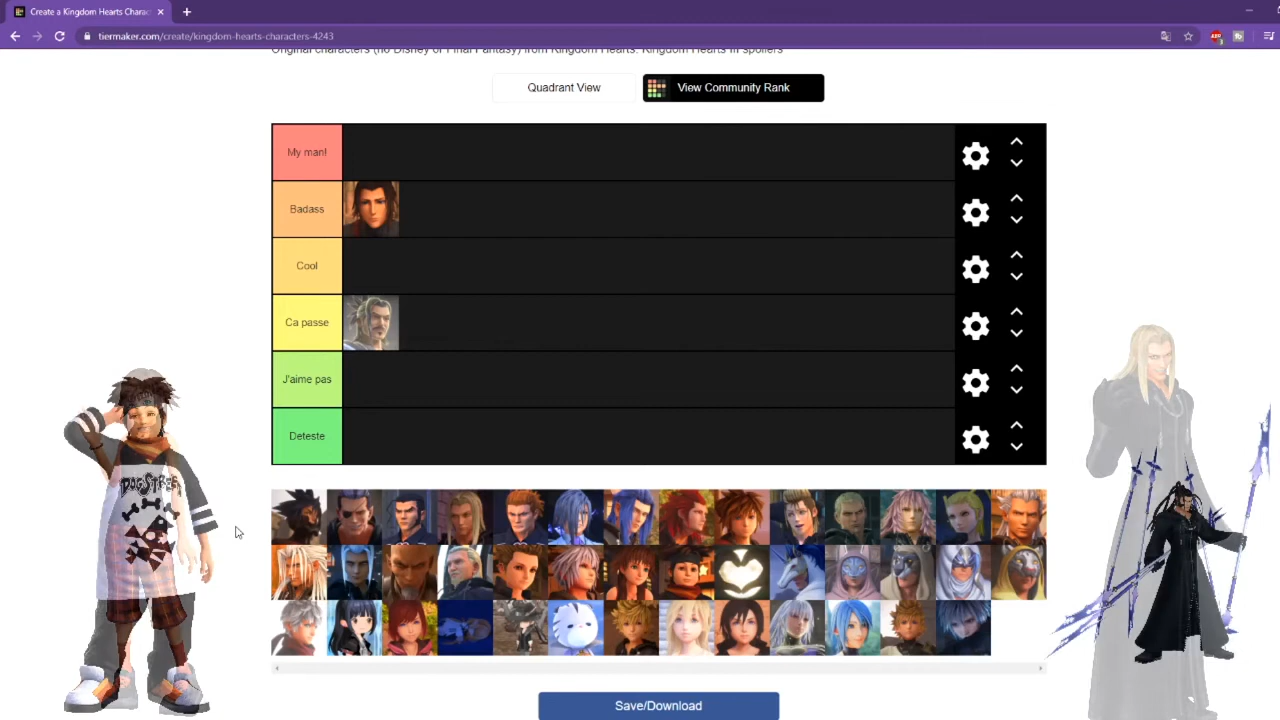 Create a Kingdom Hearts Charac
tiermaker.com/create/kingdom-hearts-characters-4243
Original characters (no Disney or Final Fantasy) from Kingdom Hearts. Kingdom Hearts III spoilers
Quadrant View
View Community Rank
My man!
Badass
Cool
Ca passe
J'aime pas
Deteste
DOGSTREET
Save/Download